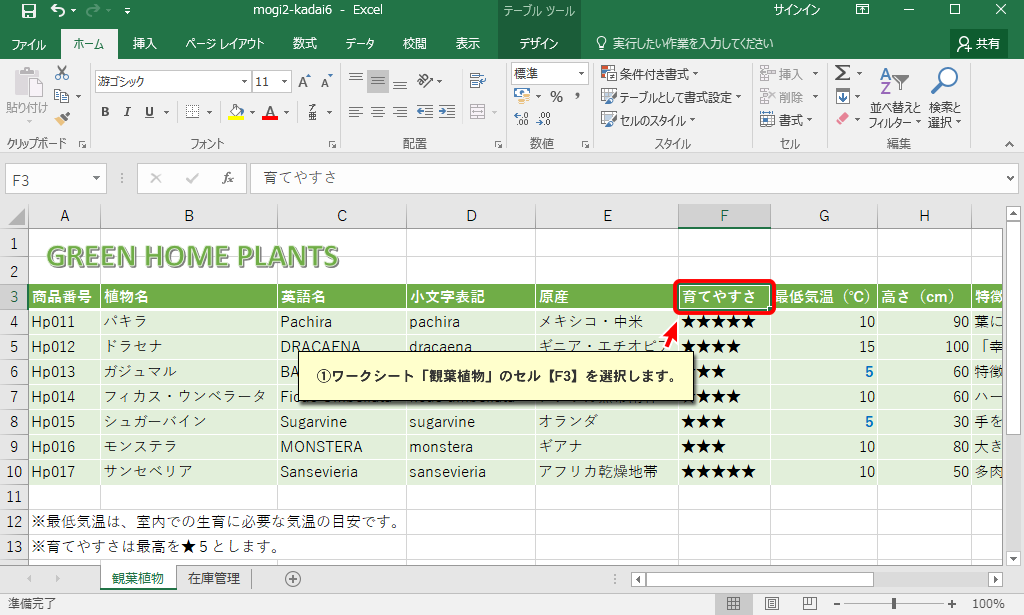 mogi2-kadai6 - Excel
テーブル ツール
サインイン
ファイル ホーム 挿入 ページ レイアウト 数式 データ 校閲 表示 デザイン 実行したい作業を入力してください 共有
貼り付け
游ゴシック 11
B I U
標準
条件付き書式
テーブルとして書式設定
セルのスタイル
挿入
削除
書式
並べ替えと
フィルター
検索と
選択
クリップボード フォント 配置 数値 スタイル セル 編集
F3 fx 育てやすさ
A B C D E F G H
1
GREEN HOME PLANTS
2
3 商品番号 植物名 英語名 小文字表記 原産 育てやすさ 最低気温（℃） 高さ（cm） 特徴
4 Hp011 パキラ Pachira pachira メキシコ・中米 ★★★★★ 10 90 葉に
5 Hp012 ドラセナ DRACAENA dracaena ギニア・エチオピア ★★★★ 15 100 「幸
6 Hp013 ガジュマル BA ★★ 5 60 特徴
①ワークシート「観葉植物」のセル【F3】を選択します。
7 Hp014 フィカス・ウンベラータ ★★★ 10 60 ハー
8 Hp015 シュガーバイン Sugarvine sugarvine オランダ ★★★ 5 30 手を
9 Hp016 モンステラ MONSTERA monstera ギアナ ★★★ 10 80 大き
10 Hp017 サンセベリア Sansevieria sansevieria アフリカ乾燥地帯 ★★★★★ 10 50 多肉
11
12 ※最低気温は、室内での生育に必要な気温の目安です。
13 ※育てやすさは最高を★５とします。
観葉植物 在庫管理
準備完了 100%